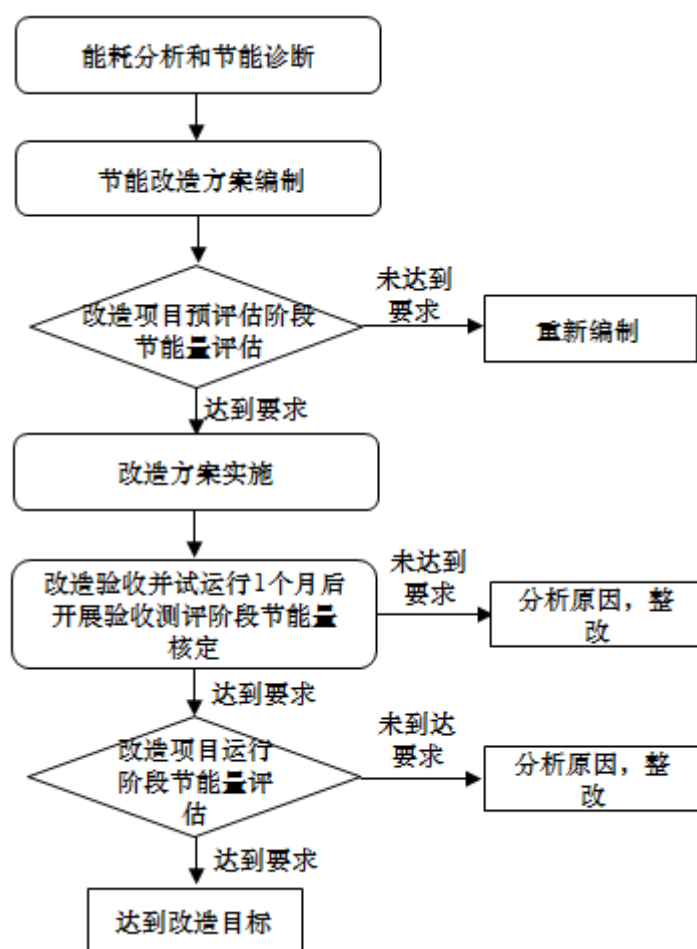 能耗分析和节能诊断
节能改造方案编制
改造项目预评估阶段
节能量评估
未达到
要求
重新编制
达到要求
改造方案实施
改造验收并试运行1个月后
开展验收测评阶段节能量
核定
未达到
要求
分析原因，整
改
达到要求
改造项目运行
阶段节能量评
估
未到达
要求
分析原因，整
改
达到要求
达到改造目标